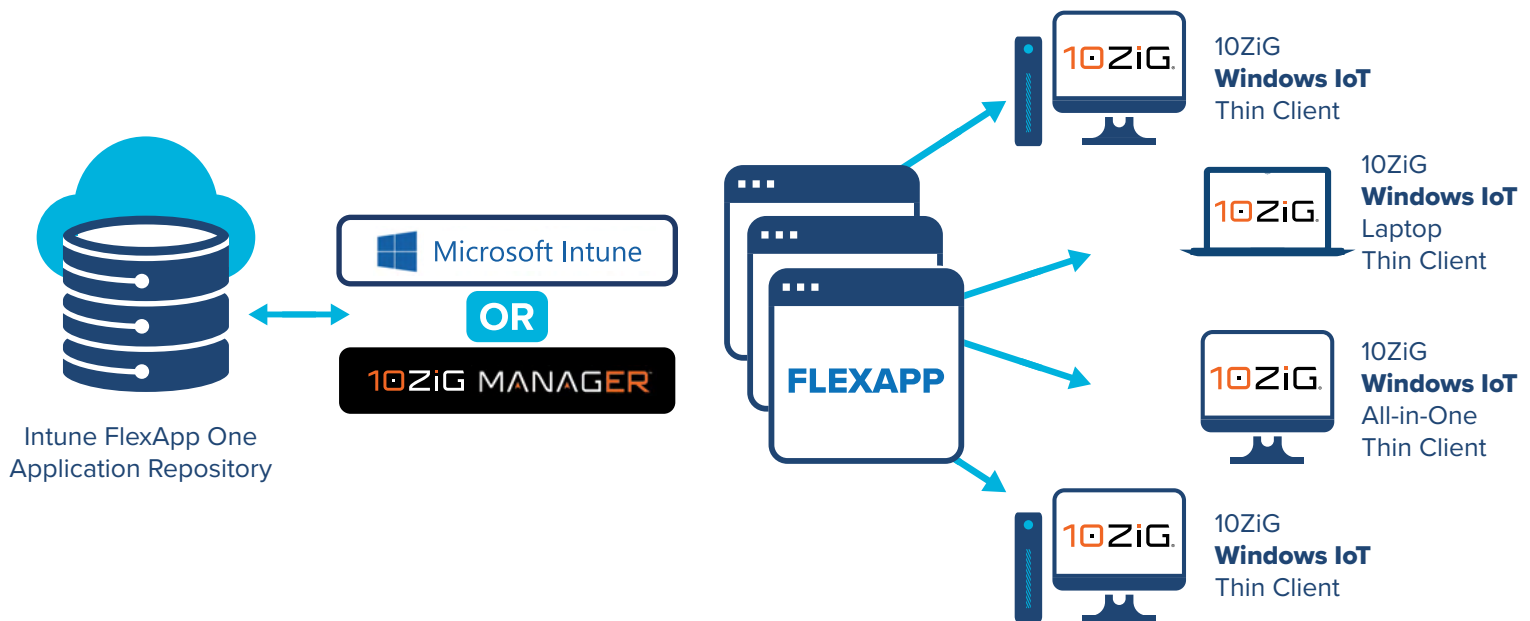 Intune FlexApp One
Application Repository
Microsoft Intune
OR
10ZiG MANAGER™
FLEXAPP
10ZiG®
10ZiG
Windows IoT
Thin Client
10ZiG®
10ZiG
Windows IoT
Laptop
Thin Client
10ZiG®
10ZiG
Windows IoT
All-in-One
Thin Client
10ZiG®
10ZiG
Windows IoT
Thin Client